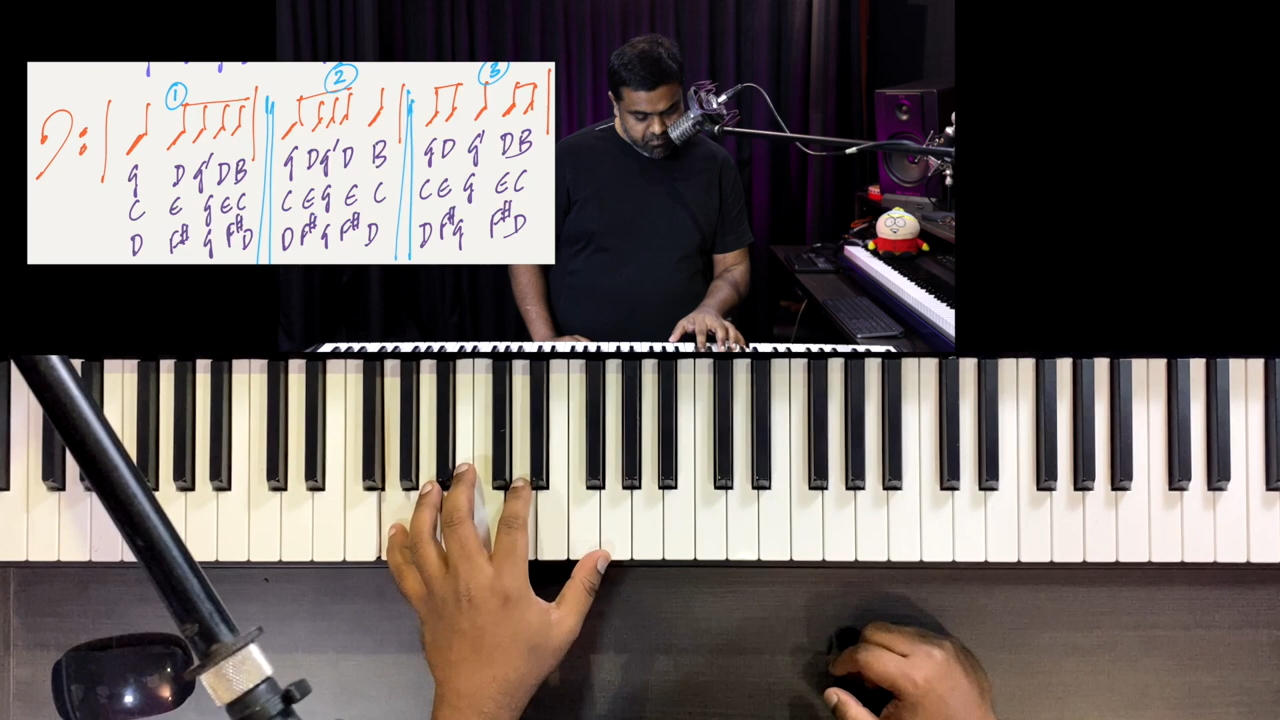 ① ② ③
G D G' D B G D G' D B G D G' D B
C E G E C C E G E C C E G E C
D F# G F# D D F# G F# D D F# G F# D